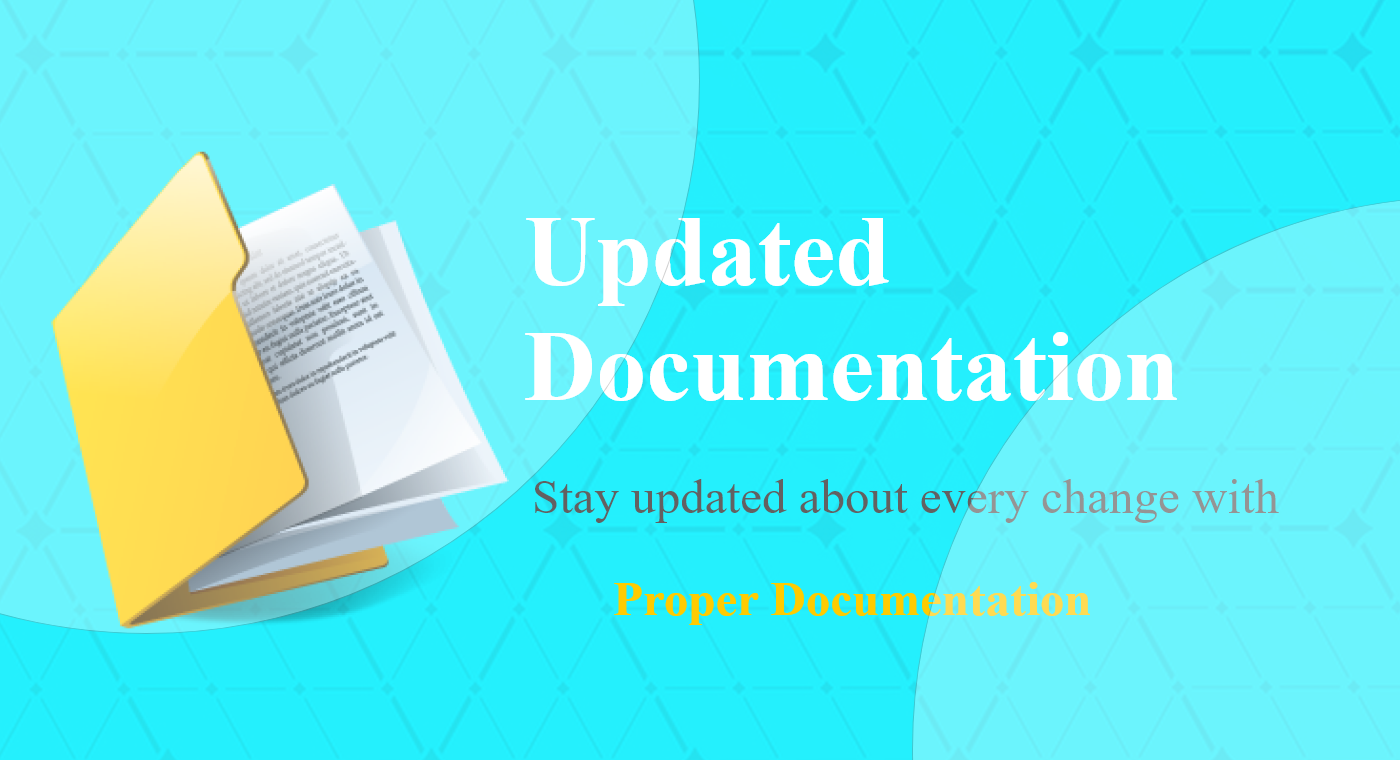 Updated
Documentation
Stay updated about every change with
Proper Documentation